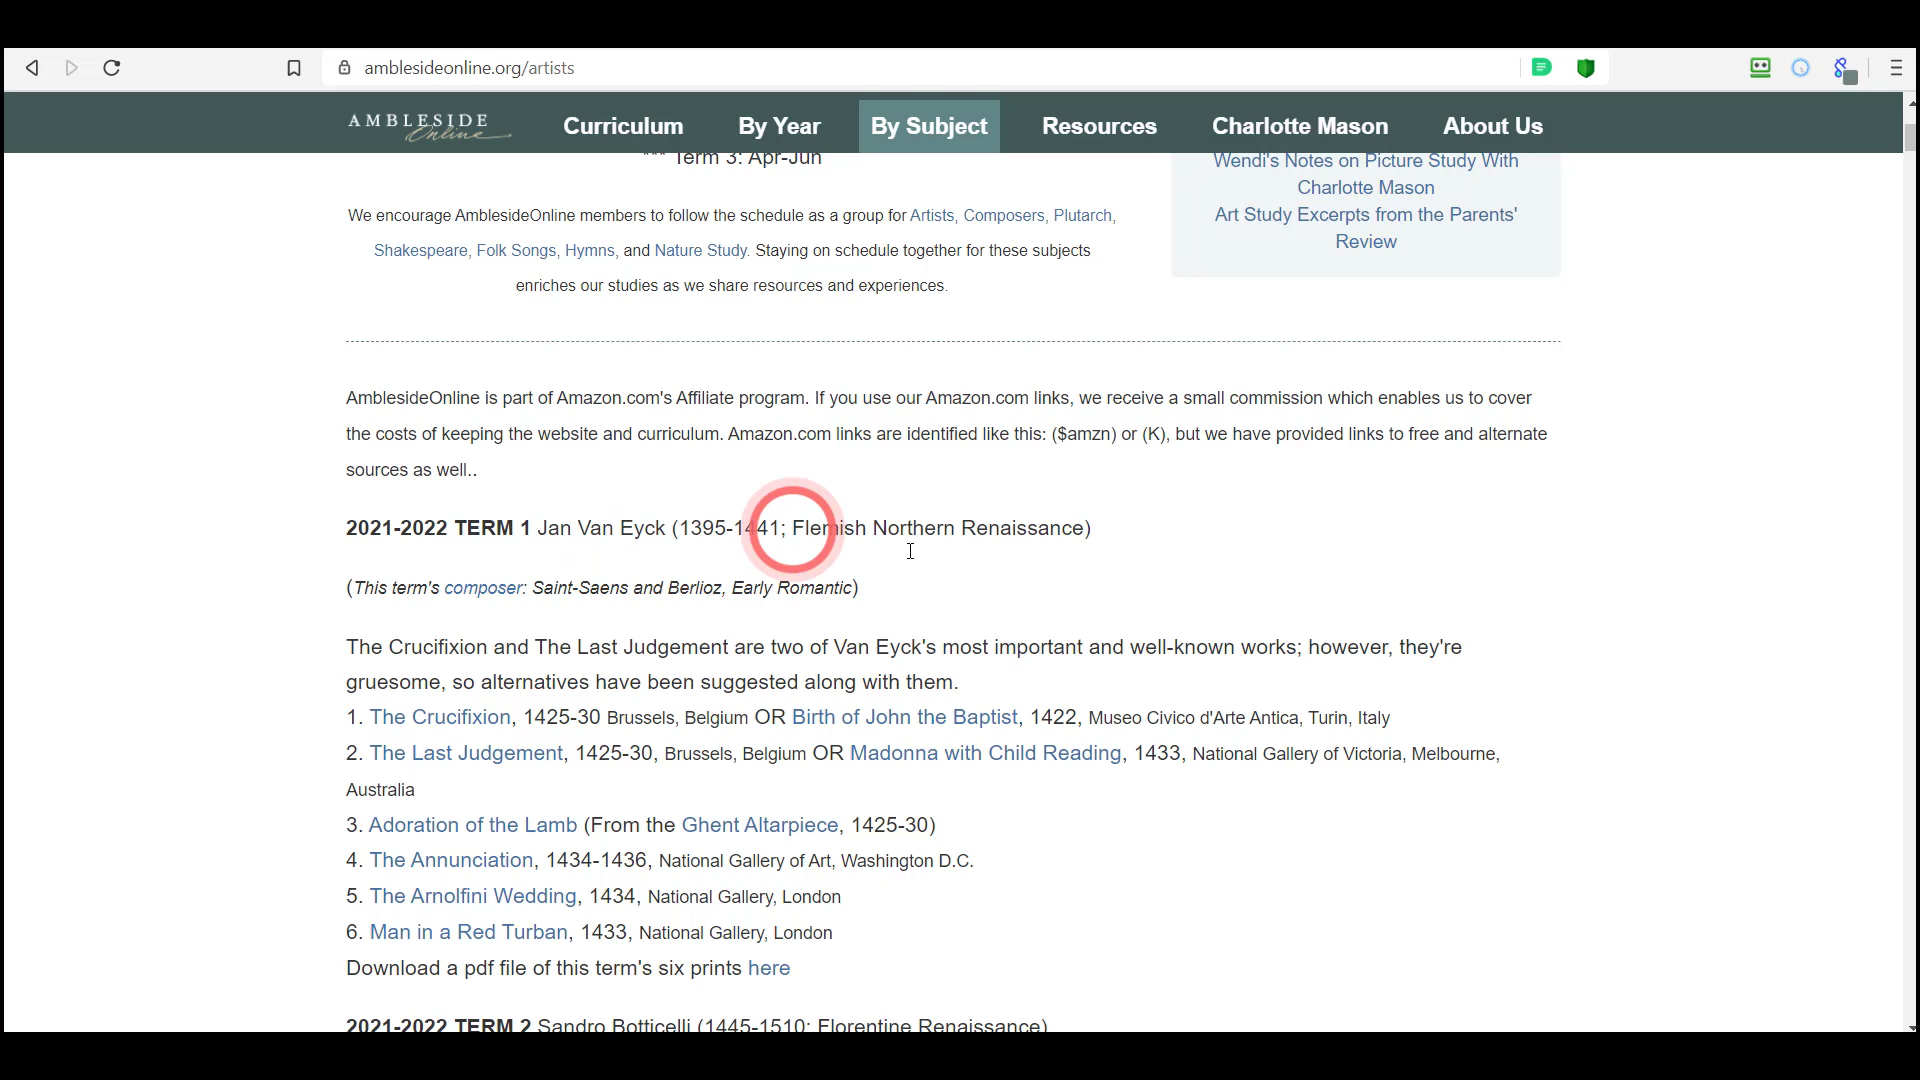 amblesideonline.org/artists
AMBLESIDE Online
Curriculum By Year By Subject Resources Charlotte Mason About Us
*** Term 3: Apr-Jun
We encourage AmblesideOnline members to follow the schedule as a group for Artists, Composers, Plutarch,
Shakespeare, Folk Songs, Hymns, and Nature Study. Staying on schedule together for these subjects
enriches our studies as we share resources and experiences.
Wendi's Notes on Picture Study With
Charlotte Mason
Art Study Excerpts from the Parents'
Review
AmblesideOnline is part of Amazon.com's Affiliate program. If you use our Amazon.com links, we receive a small commission which enables us to cover
the costs of keeping the website and curriculum. Amazon.com links are identified like this: ($amzn) or (K), but we have provided links to free and alternate
sources as well..
2021-2022 TERM 1 Jan Van Eyck (1395-1441; Flemish Northern Renaissance)
(This term's composer: Saint-Saens and Berlioz, Early Romantic)
The Crucifixion and The Last Judgement are two of Van Eyck's most important and well-known works; however, they're
gruesome, so alternatives have been suggested along with them.
1. The Crucifixion, 1425-30 Brussels, Belgium OR Birth of John the Baptist, 1422, Museo Civico d'Arte Antica, Turin, Italy
2. The Last Judgement, 1425-30, Brussels, Belgium OR Madonna with Child Reading, 1433, National Gallery of Victoria, Melbourne,
Australia
3. Adoration of the Lamb (From the Ghent Altarpiece, 1425-30)
4. The Annunciation, 1434-1436, National Gallery of Art, Washington D.C.
5. The Arnolfini Wedding, 1434, National Gallery, London
6. Man in a Red Turban, 1433, National Gallery, London
Download a pdf file of this term's six prints here
2021-2022 TERM 2 Sandro Botticelli (1445-1510; Florentine Renaissance)